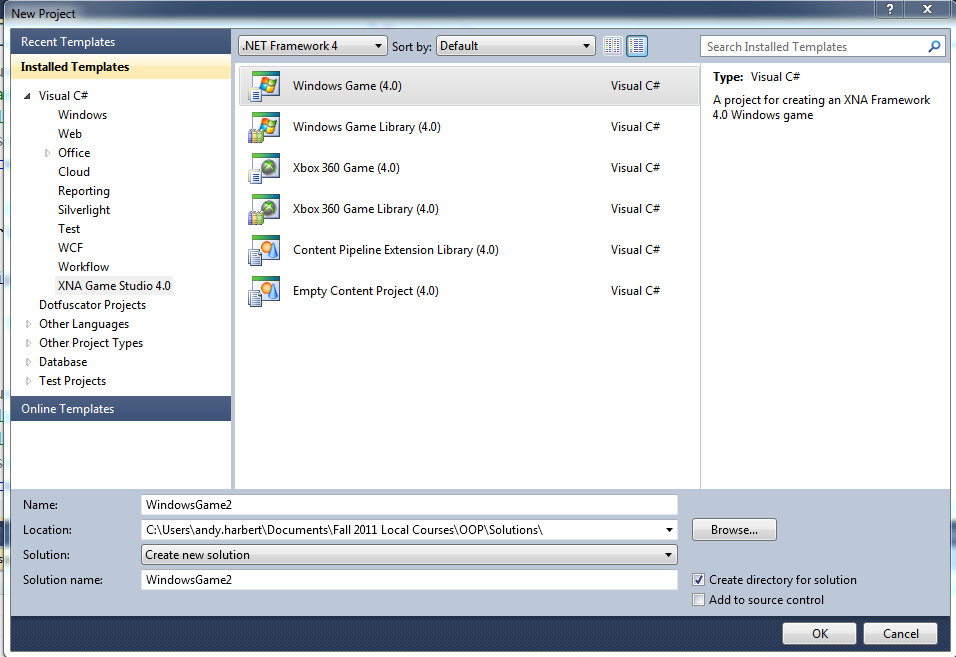 New Project
Recent Templates
Installed Templates
Visual C#
Windows
Web
Office
Cloud
Reporting
Silverlight
Test
WCF
Workflow
XNA Game Studio 4.0
Dotfuscator Projects
Other Languages
Other Project Types
Database
Test Projects
Online Templates
.NET Framework 4 Sort by: Default
Windows Game (4.0) Visual C#
Windows Game Library (4.0) Visual C#
Xbox 360 Game (4.0) Visual C#
Xbox 360 Game Library (4.0) Visual C#
Content Pipeline Extension Library (4.0) Visual C#
Empty Content Project (4.0) Visual C#
Search Installed Templates
Type: Visual C#
A project for creating an XNA Framework
4.0 Windows game
Name: WindowsGame2
Location: C:\Users\andy.harbert\Documents\Fall 2011 Local Courses\OOP\Solutions\ Browse...
Solution: Create new solution
Solution name: WindowsGame2
Create directory for solution
Add to source control
OK Cancel